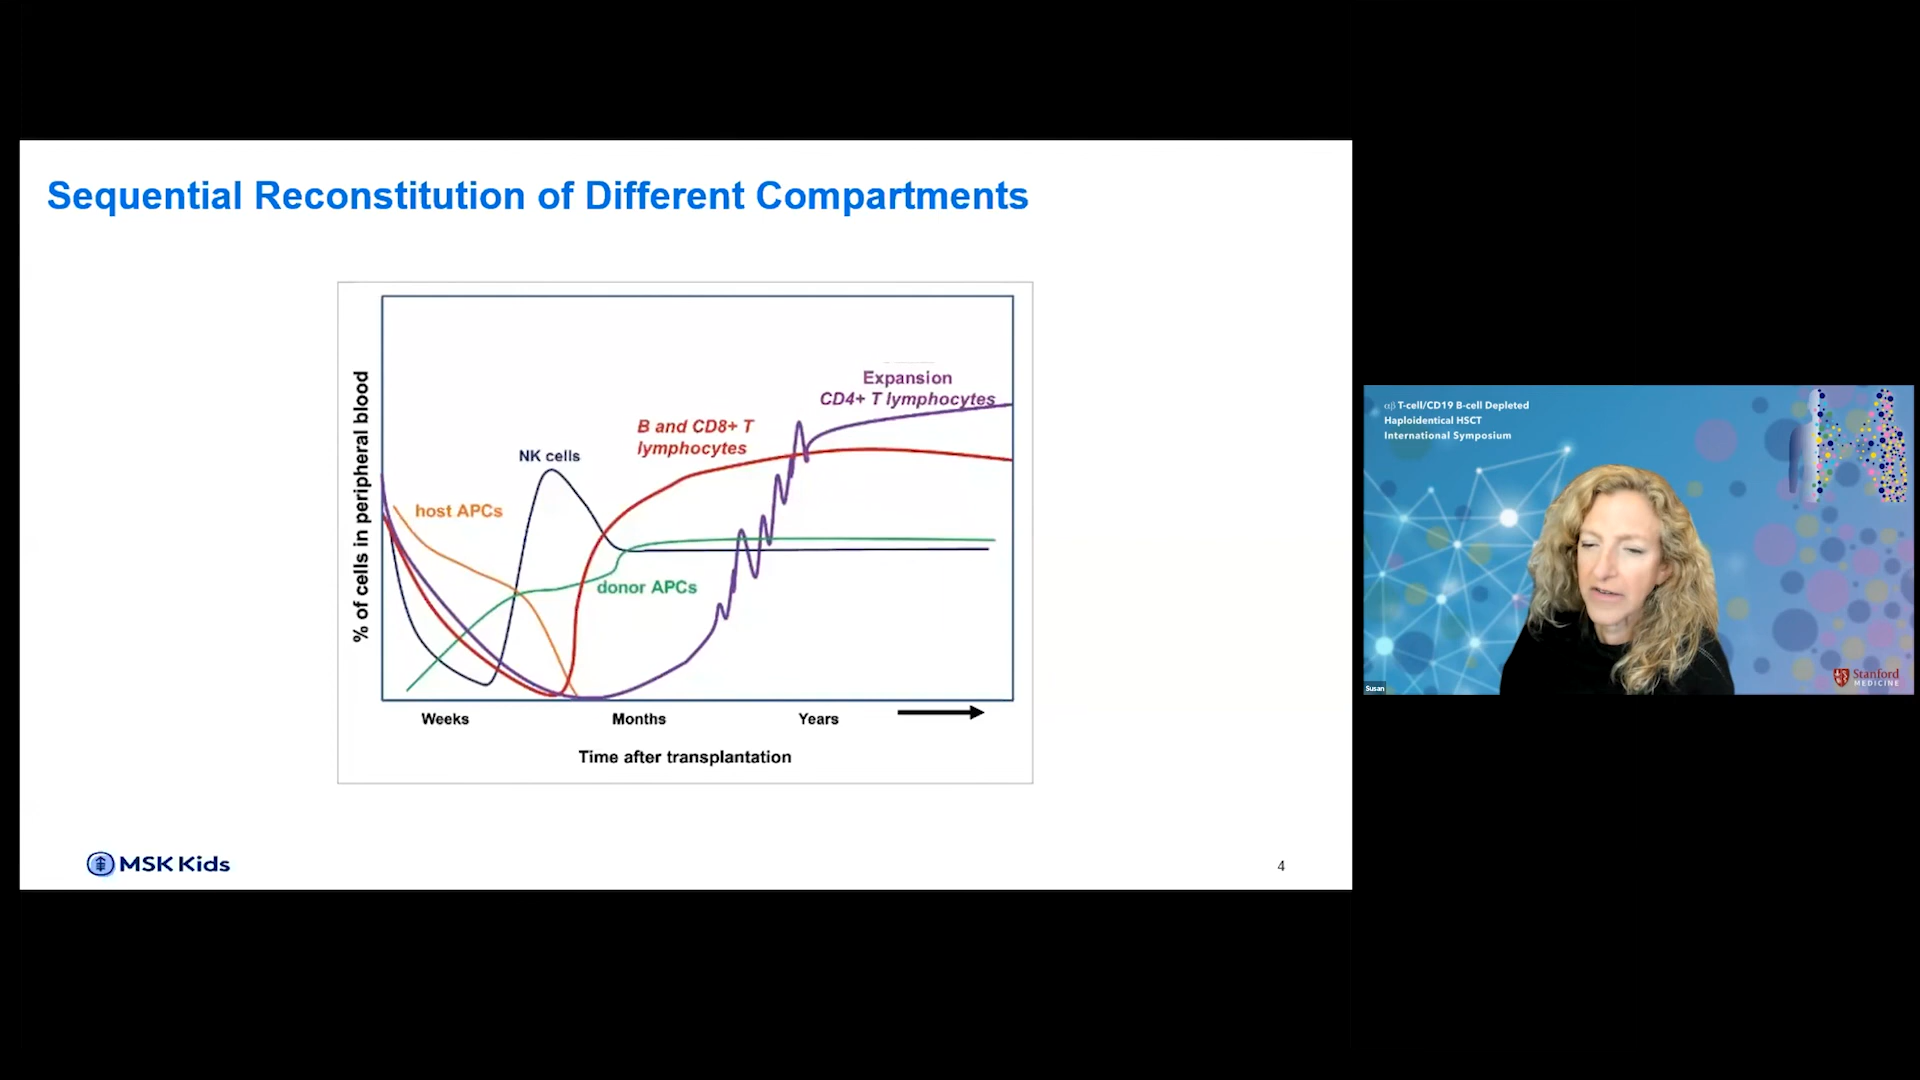 Sequential Reconstitution of Different Compartments
% of cells in peripheral blood
Expansion
CD4+ T lymphocytes
B and CD8+ T
lymphocytes
NK cells
host APCs
donor APCs
Weeks
Months
Years
Time after transplantation
MSK Kids
4
αβ T-cell/CD19 B-cell Depleted
Haploidentical HSCT
International Symposium
Susan
Stanford
MEDICINE